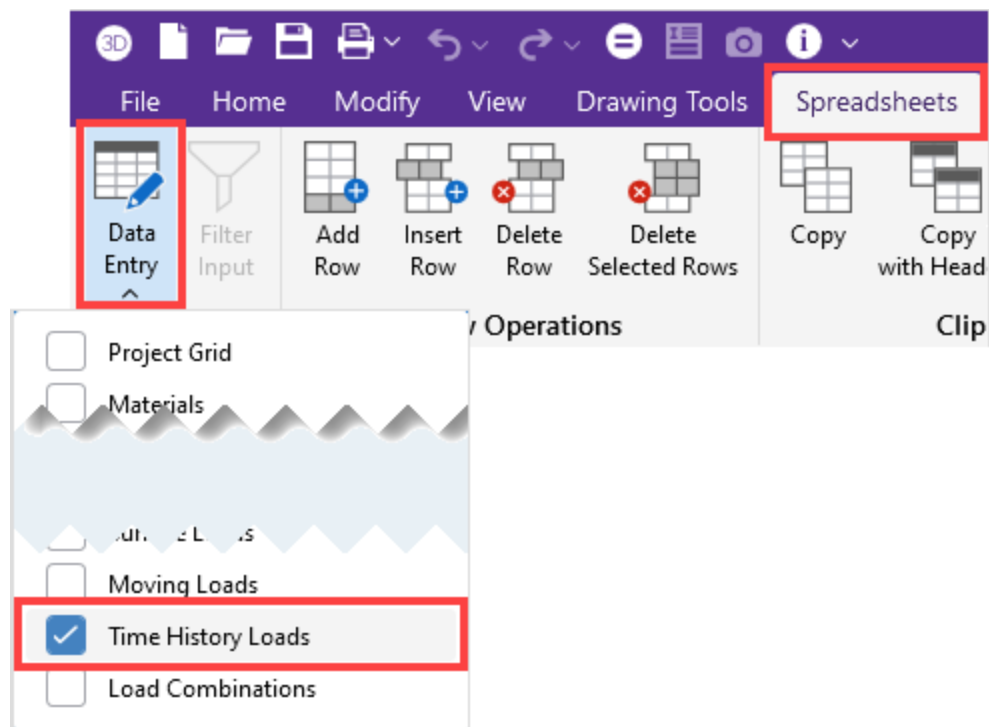 3D
File Home Modify View Drawing Tools Spreadsheets
Data Entry
Filter Input
Add Row
Insert Row
Delete Row
Delete Selected Rows
Copy
Copy with Head
Operations
Clip
Project Grid
Materials
Moving Loads
Time History Loads
Load Combinations